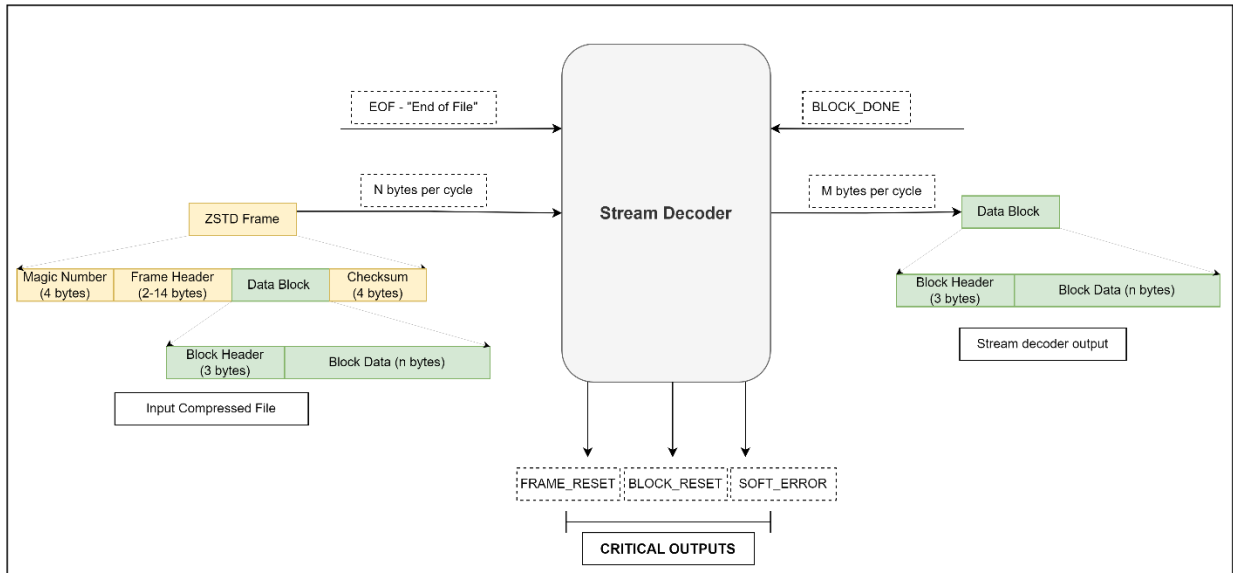 EOF - "End of File"
BLOCK_DONE
N bytes per cycle
M bytes per cycle
ZSTD Frame
Stream Decoder
Data Block
Magic Number
(4 bytes)
Frame Header
(2-14 bytes)
Data Block
Checksum
(4 bytes)
Block Header
(3 bytes)
Block Data (n bytes)
Block Header
(3 bytes)
Block Data (n bytes)
Stream decoder output
Input Compressed File
FRAME_RESET
BLOCK_RESET
SOFT_ERROR
CRITICAL OUTPUTS